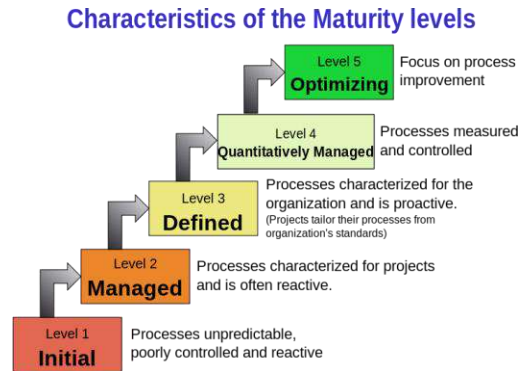 Characteristics of the Maturity levels
Level 5
Optimizing
Focus on process
improvement
Level 4
Quantitatively Managed
Processes measured
and controlled
Level 3
Defined
Processes characterized for the
organization and is proactive.
(Projects tailor their processes from
organization's standards)
Level 2
Managed
Processes characterized for projects
and is often reactive.
Level 1
Initial
Processes unpredictable,
poorly controlled and reactive